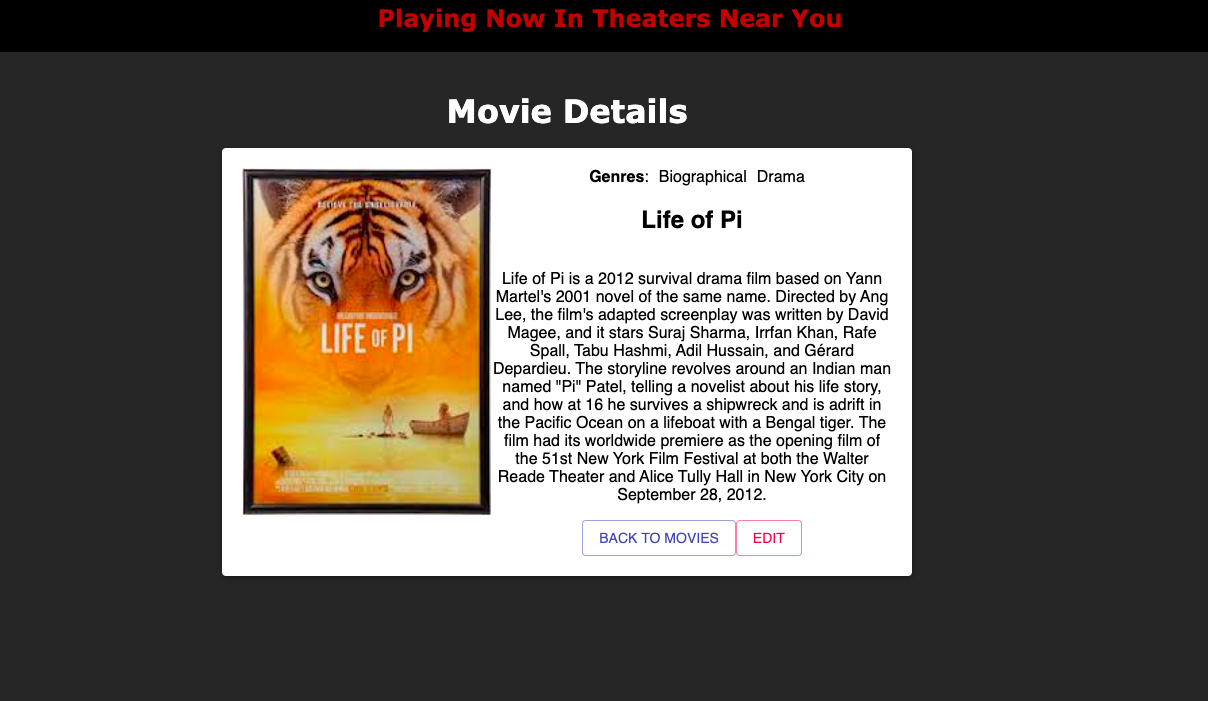 Playing Now In Theaters Near You
Movie Details
BELIEVE THE UNBELIEVABLE
LIFE OF PI
Genres: Biographical Drama
Life of Pi
Life of Pi is a 2012 survival drama film based on Yann
Martel's 2001 novel of the same name. Directed by Ang
Lee, the film's adapted screenplay was written by David
Magee, and it stars Suraj Sharma, Irrfan Khan, Rafe
Spall, Tabu Hashmi, Adil Hussain, and Gérard
Depardieu. The storyline revolves around an Indian man
named "Pi" Patel, telling a novelist about his life story,
and how at 16 he survives a shipwreck and is adrift in
the Pacific Ocean on a lifeboat with a Bengal tiger. The
film had its worldwide premiere as the opening film of
the 51st New York Film Festival at both the Walter
Reade Theater and Alice Tully Hall in New York City on
September 28, 2012.
BACK TO MOVIES
EDIT